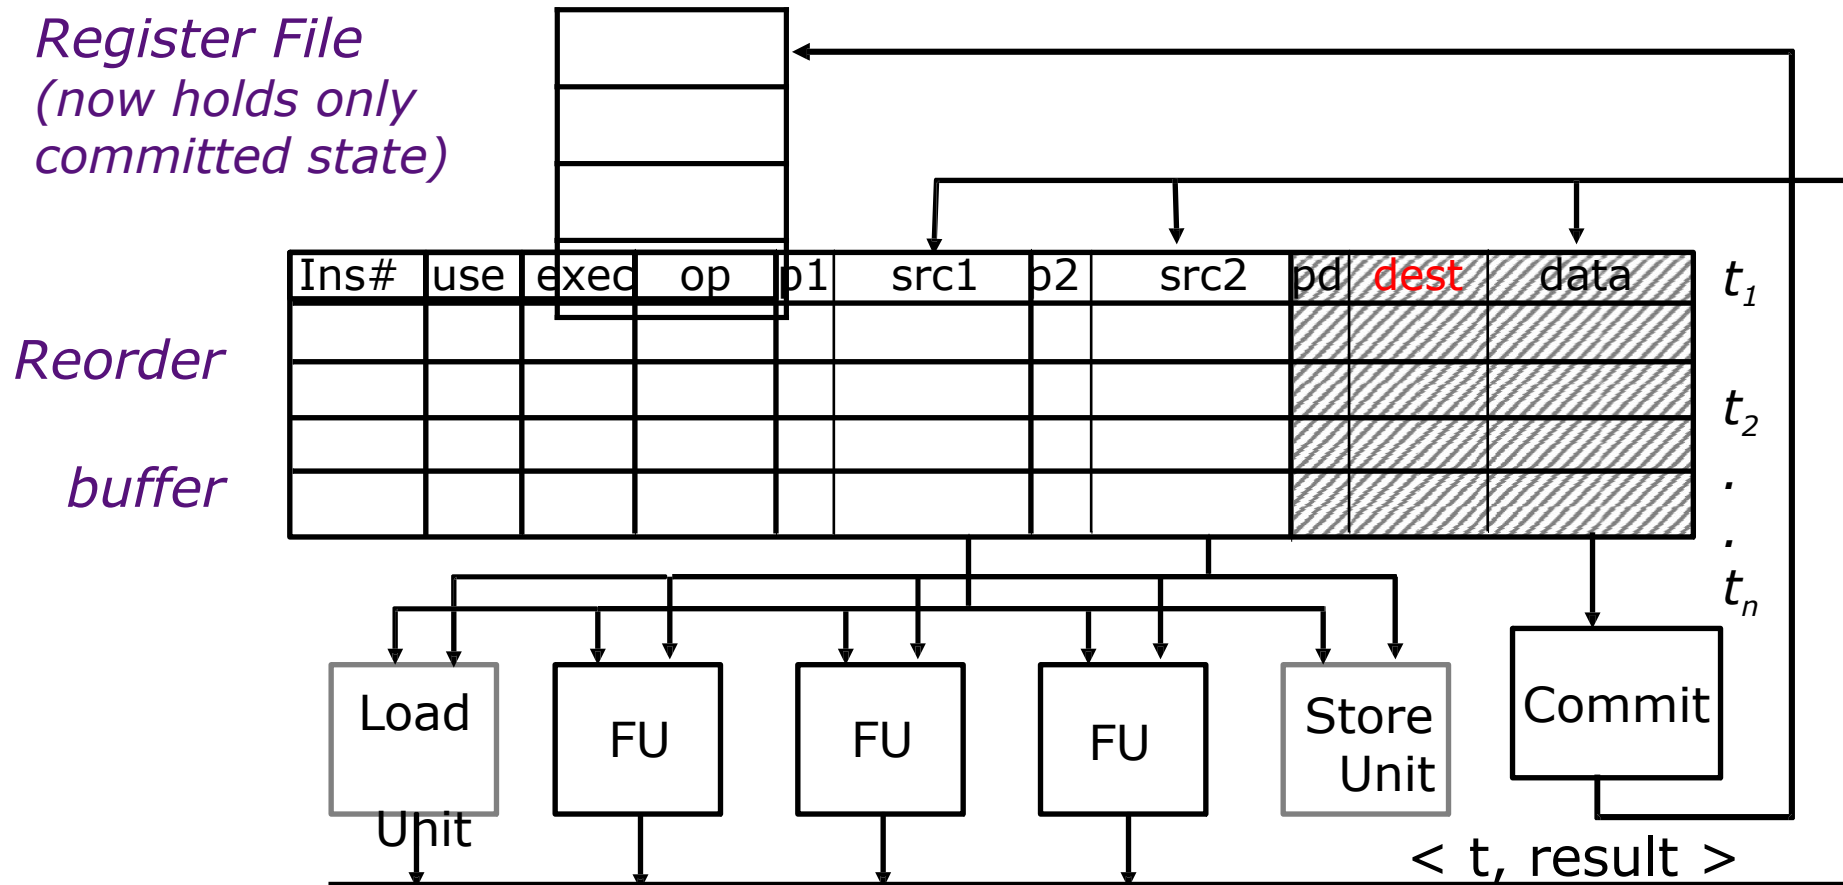 Register File
(now holds only
committed state)
Ins# use exec op p1 src1 p2 src2 pd dest data t1
Reorder
t2
buffer
.
.
tn
Load
Unit
FU
FU
FU
Store
Unit
Commit
< t, result >